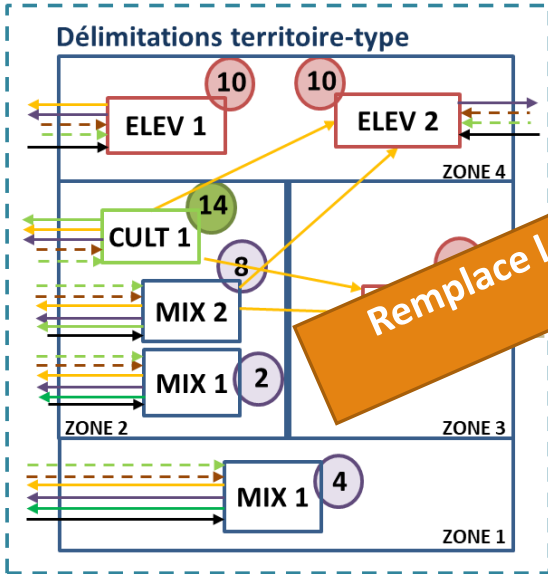 Délimitations territoire-type
10
10
ELEV 1
ELEV 2
ZONE 4
14
CULT 1
8
MIX 2
Remplace l
MIX 1
2
ZONE 2
ZONE 3
MIX 1
4
ZONE 1